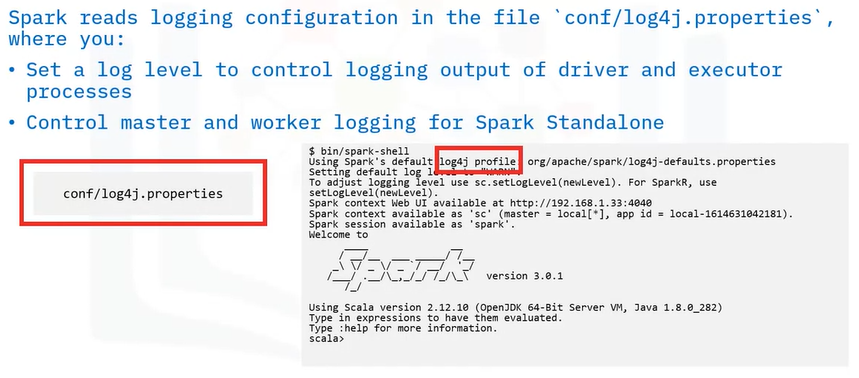 Spark reads logging configuration in the file `conf/log4j.properties`,
where you:
• Set a log level to control logging output of driver and executor
processes
• Control master and worker logging for Spark Standalone
conf/log4j.properties
$ bin/spark-shell
Using Spark's default log4j profile: org/apache/spark/log4j-defaults.properties
Setting default log level to "WARN".
To adjust logging level use sc.setLogLevel(newLevel). For SparkR, use
setLogLevel(newLevel).
Spark context Web UI available at http://192.168.1.33:4040
Spark context available as 'sc' (master = local[*], app id = local-1614631042181).
Spark session available as 'spark'.
Welcome to
Spark version 3.0.1
Using Scala version 2.12.10 (OpenJDK 64-Bit Server VM, Java 1.8.0_282)
Type in expressions to have them evaluated.
Type :help for more information.
scala>